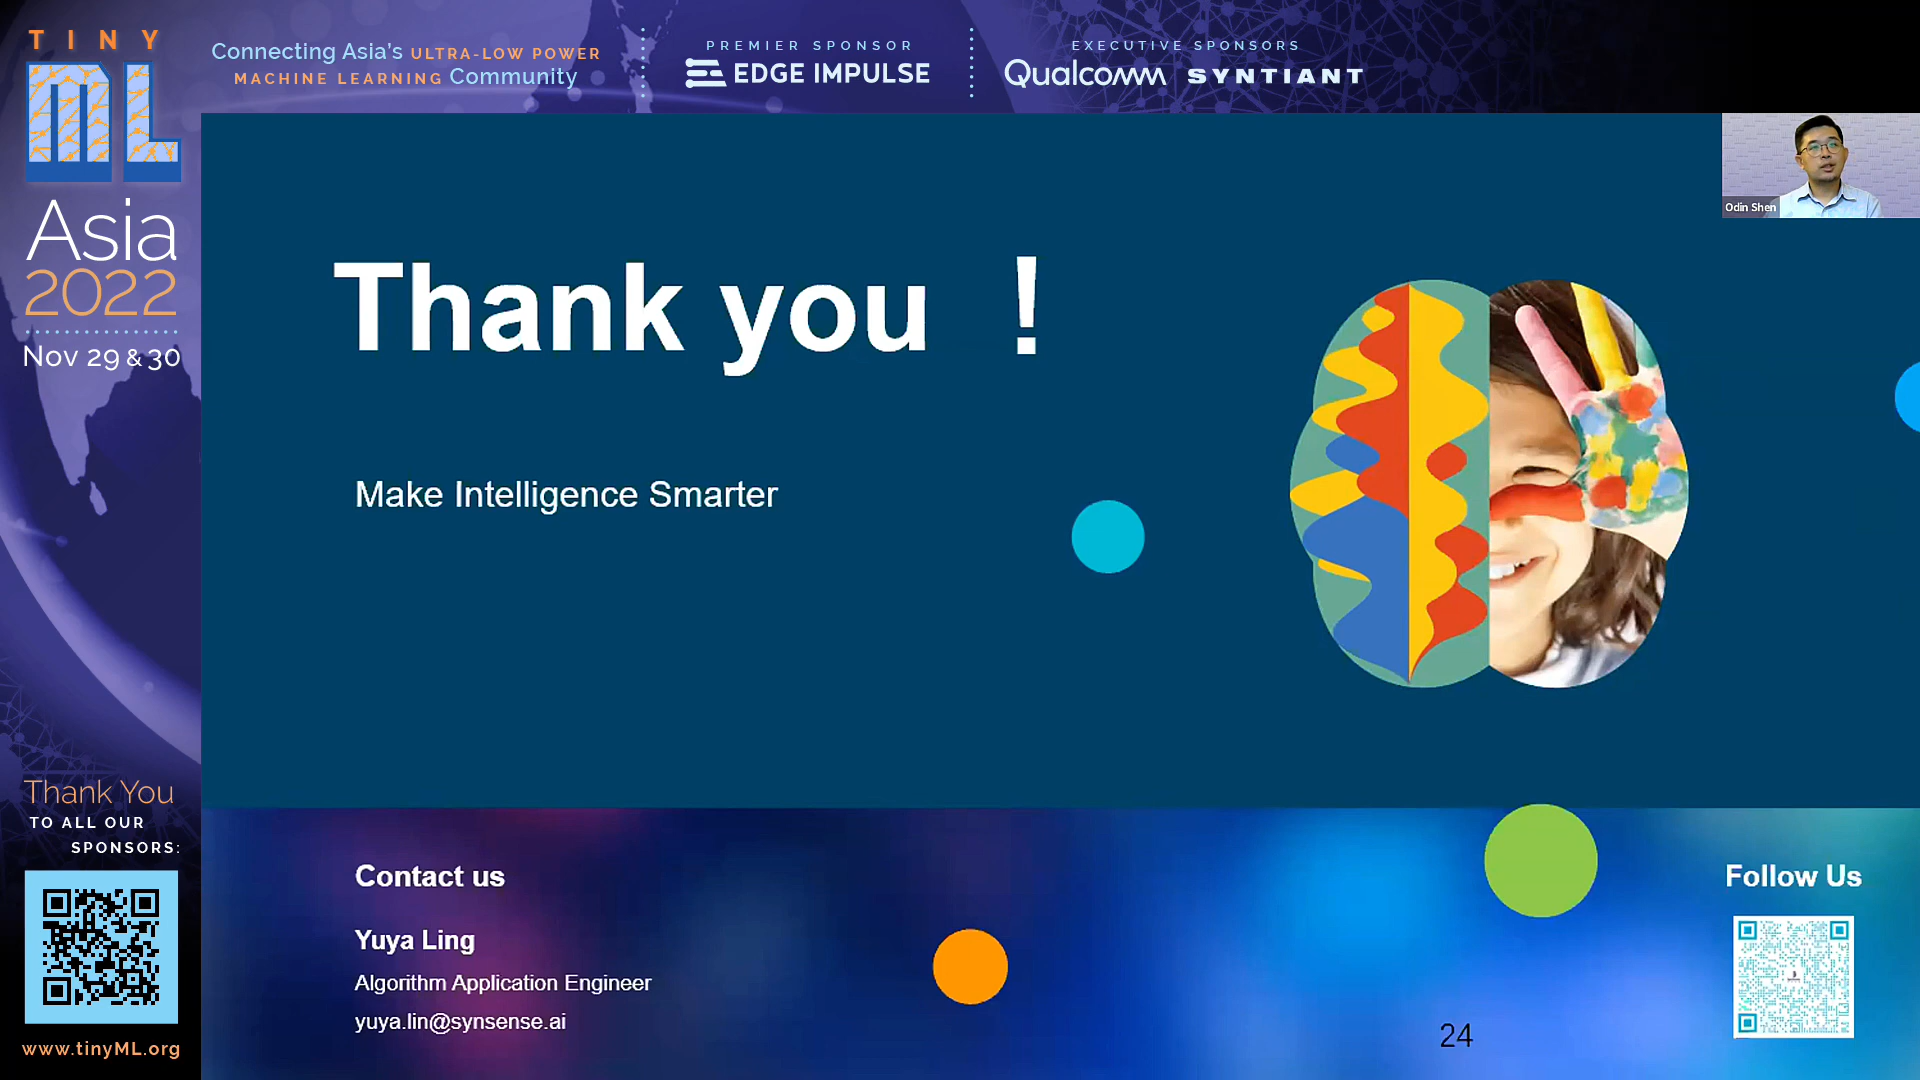 TINY
ML
Asia
2022
Nov 29 & 30
Connecting Asia's ULTRA-LOW POWER
MACHINE LEARNING Community
PREMIER SPONSOR
EDGE IMPULSE
EXECUTIVE SPONSORS
Qualcomm SYNTIANT
Odin Shen
Thank you !
Make Intelligence Smarter
Thank You
TO ALL OUR
SPONSORS:
www.tinyML.org
Contact us
Yuya Ling
Algorithm Application Engineer
yuya.lin@synsense.ai
24
Follow Us